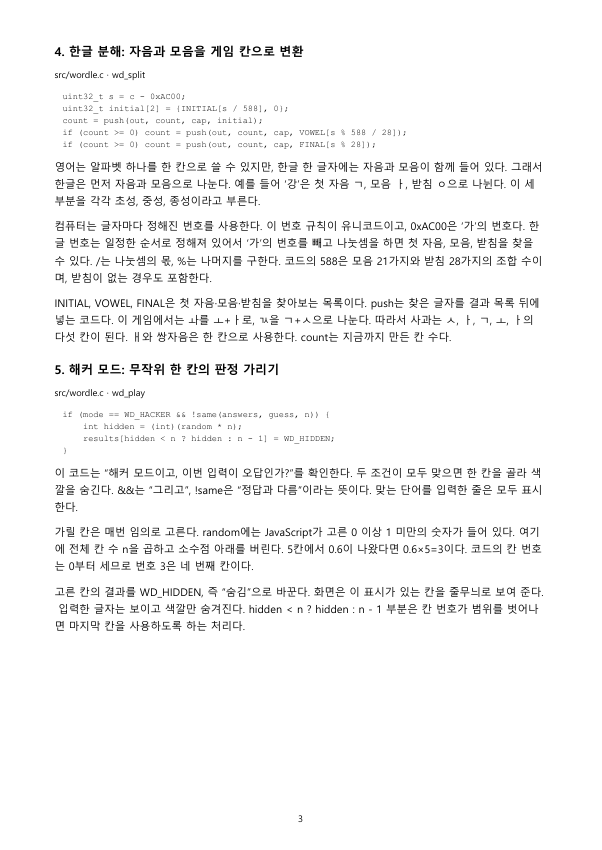 4. 한글 분해: 자음과 모음을 게임 칸으로 변환
src/wordle.c · wd_split
uint32_t s = c - 0xAC00;
uint32_t initial[2] = {INITIAL[s / 588], 0};
count = push(out, count, cap, initial);
if (count >= 0) count = push(out, count, cap, VOWEL[s % 588 / 28]);
if (count >= 0) count = push(out, count, cap, FINAL[s % 28]);
영어는 알파벳 하나를 한 칸으로 쓸 수 있지만, 한글 한 글자에는 자음과 모음이 함께 들어 있다. 그래서
한글은 먼저 자음과 모음으로 나눈다. 예를 들어 ‘강’은 첫 자음 ㄱ, 모음 ㅏ, 받침 ㅇ으로 나뉜다. 이 세
부분을 각각 초성, 중성, 종성이라고 부른다.
컴퓨터는 글자마다 정해진 번호를 사용한다. 이 번호 규칙이 유니코드이고, 0xAC00은 ‘가’의 번호다. 한
글 번호는 일정한 순서로 정해져 있어서 ‘가’의 번호를 빼고 나눗셈을 하면 첫 자음, 모음, 받침을 찾을
수 있다. /는 나눗셈의 몫, %는 나머지를 구한다. 코드의 588은 모음 21가지와 받침 28가지의 조합 수이
며, 받침이 없는 경우도 포함한다.
INITIAL, VOWEL, FINAL은 첫 자음·모음·받침을 찾아보는 목록이다. push는 찾은 글자를 결과 목록 뒤에
넣는 코드다. 이 게임에서는 ㅘ를 ㅗ+ㅏ로, ㄳ을 ㄱ+ㅅ으로 나눈다. 따라서 사과는 ㅅ, ㅏ, ㄱ, ㅗ, ㅏ의
다섯 칸이 된다. ㅐ와 쌍자음은 한 칸으로 사용한다. count는 지금까지 만든 칸 수다.
5. 해커 모드: 무작위 한 칸의 판정 가리기
src/wordle.c · wd_play
if (mode == WD_HACKER && !same(answers, guess, n)) {
int hidden = (int)(random * n);
results[hidden < n ? hidden : n - 1] = WD_HIDDEN;
}
이 코드는 “해커 모드이고, 이번 입력이 오답인가?”를 확인한다. 두 조건이 모두 맞으면 한 칸을 골라 색
깔을 숨긴다. &&는 “그리고”, !same은 “정답과 다름”이라는 뜻이다. 맞는 단어를 입력한 줄은 모두 표시
한다.
가릴 칸은 매번 임의로 고른다. random에는 JavaScript가 고른 0 이상 1 미만의 숫자가 들어 있다. 여기
에 전체 칸 수 n을 곱하고 소수점 아래를 버린다. 5칸에서 0.6이 나왔다면 0.6×5=3이다. 코드의 칸 번호
는 0부터 세므로 번호 3은 네 번째 칸이다.
고른 칸의 결과를 WD_HIDDEN, 즉 “숨김”으로 바꾼다. 화면은 이 표시가 있는 칸을 줄무늬로 보여 준다.
입력한 글자는 보이고 색깔만 숨겨진다. hidden < n ? hidden : n - 1 부분은 칸 번호가 범위를 벗어나
면 마지막 칸을 사용하도록 하는 처리다.
3